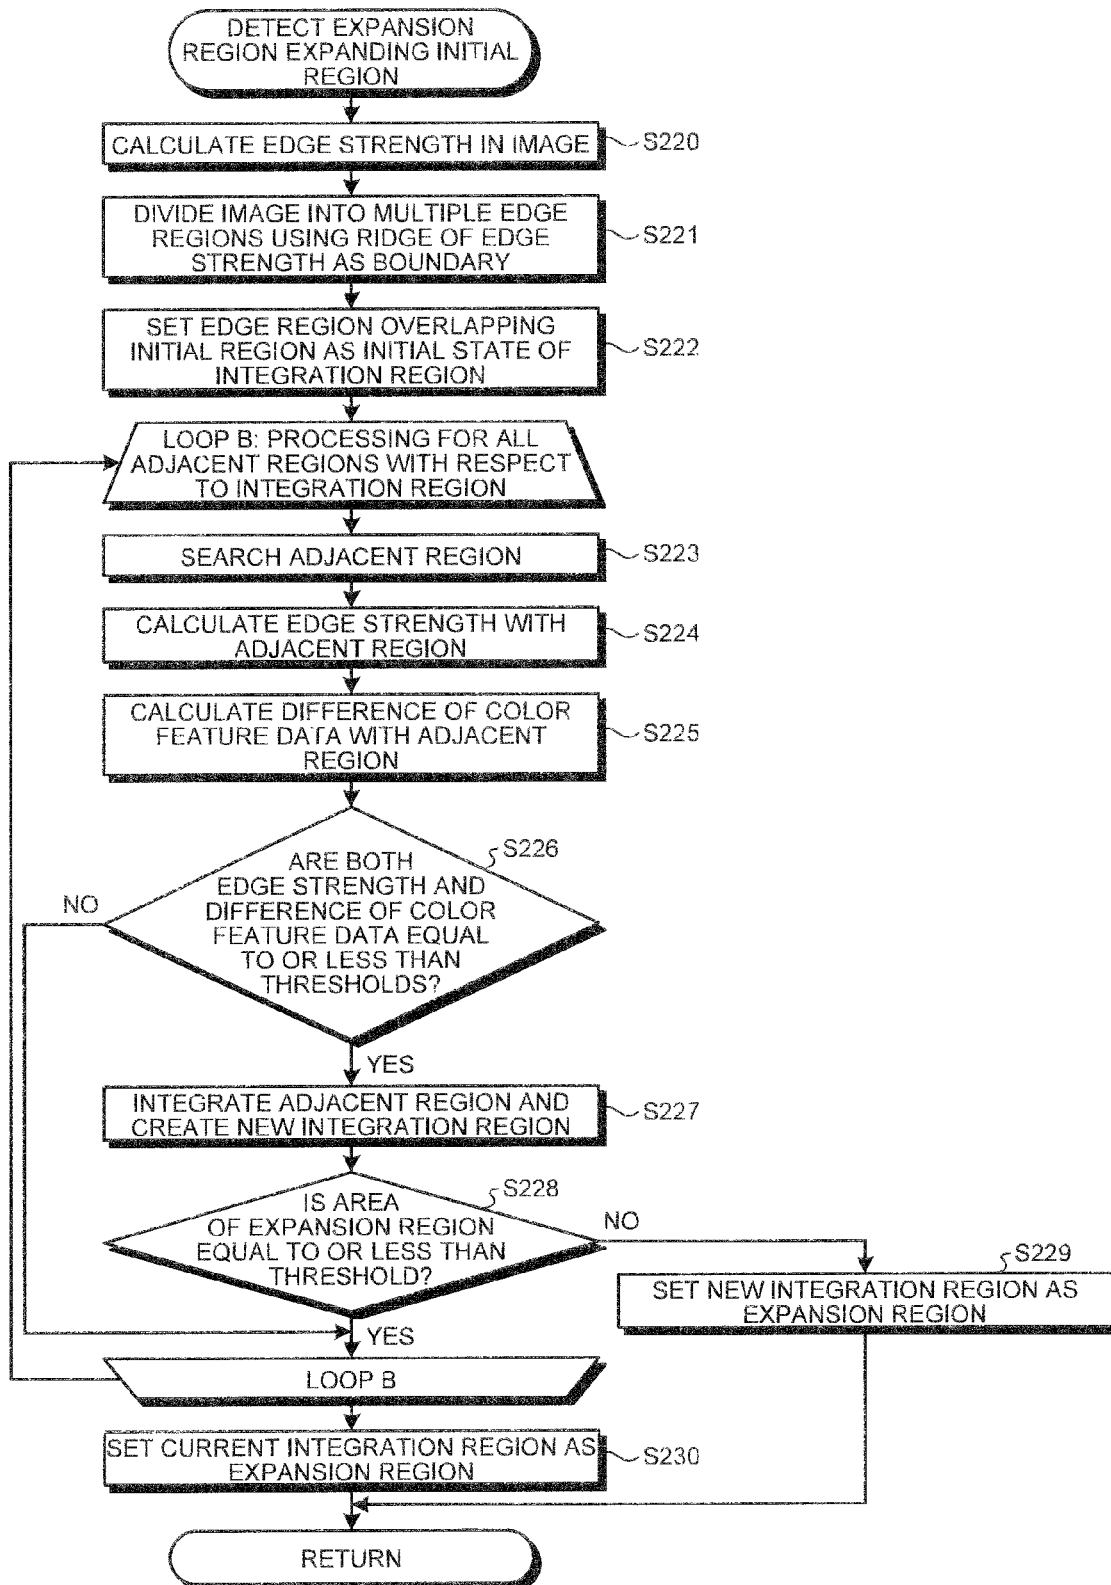 DETECT EXPANSION
REGION EXPANDING INITIAL
REGION
CALCULATE EDGE STRENGTH IN IMAGE
S220
DIVIDE IMAGE INTO MULTIPLE EDGE
REGIONS USING RIDGE OF EDGE
STRENGTH AS BOUNDARY
S221
SET EDGE REGION OVERLAPPING
INITIAL REGION AS INITIAL STATE OF
INTEGRATION REGION
S222
LOOP B: PROCESSING FOR ALL
ADJACENT REGIONS WITH RESPECT
TO INTEGRATION REGION
SEARCH ADJACENT REGION
S223
CALCULATE EDGE STRENGTH WITH
ADJACENT REGION
S224
CALCULATE DIFFERENCE OF COLOR
FEATURE DATA WITH ADJACENT
REGION
S225
S226
ARE BOTH
EDGE STRENGTH AND
DIFFERENCE OF COLOR
FEATURE DATA EQUAL
TO OR LESS THAN
THRESHOLDS?
NO
YES
INTEGRATE ADJACENT REGION AND
CREATE NEW INTEGRATION REGION
S227
S228
IS AREA
OF EXPANSION REGION
EQUAL TO OR LESS THAN
THRESHOLD?
NO
S229
SET NEW INTEGRATION REGION AS
EXPANSION REGION
YES
LOOP B
SET CURRENT INTEGRATION REGION AS
EXPANSION REGION
S230
RETURN